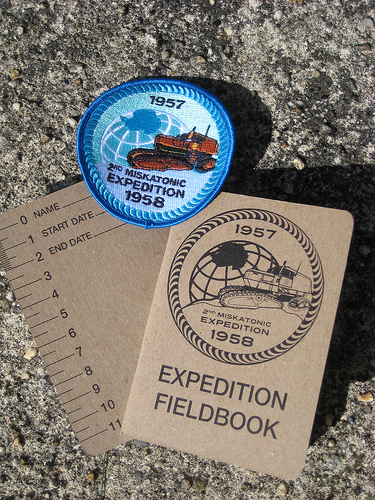 1957
2ND MISKATONIC
EXPEDITION
1958
0 NAME
1 START DATE
2 END DATE
3
4
5
6
7
8
9
10
11
1957
2ND MISKATONIC
EXPEDITION
1958
EXPEDITION
FIELDBOOK